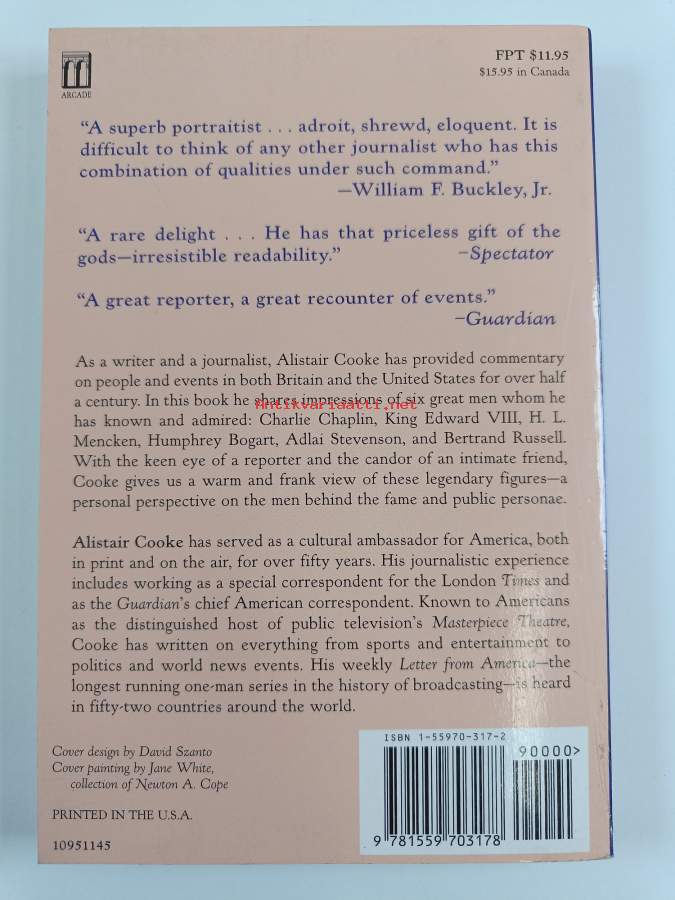 ARCADE
FPT $11.95
$15.95 in Canada
“A superb portraitist . . . adroit, shrewd, eloquent. It is
difficult to think of any other journalist who has this
combination of qualities under such command.”
—William F. Buckley, Jr.
“A rare delight . . . He has that priceless gift of the
gods—irresistible readability.” —Spectator
“A great reporter, a great recounter of events.”
—Guardian
As a writer and a journalist, Alistair Cooke has provided commentary
on people and events in both Britain and the United States for over half
a century. In this book he shares impressions of six great men whom he
Antikvariaatti.net
has known and admired: Charlie Chaplin, King Edward VIII, H. L.
Mencken, Humphrey Bogart, Adlai Stevenson, and Bertrand Russell.
With the keen eye of a reporter and the candor of an intimate friend,
Cooke gives us a warm and frank view of these legendary figures—a
personal perspective on the men behind the fame and public personae.
Alistair Cooke has served as a cultural ambassador for America, both
in print and on the air, for over fifty years. His journalistic experience
includes working as a special correspondent for the London Times and
as the Guardian's chief American correspondent. Known to Americans
as the distinguished host of public television's Masterpiece Theatre,
Cooke has written on everything from sports and entertainment to
politics and world news events. His weekly Letter from America—the
longest running one-man series in the history of broadcasting—is heard
in fifty-two countries around the world.
Cover design by David Szanto
Cover painting by Jane White,
collection of Newton A. Cope
PRINTED IN THE U.S.A.
10951145
ISBN 1-55970-317-2
90000>
9 781559 703178